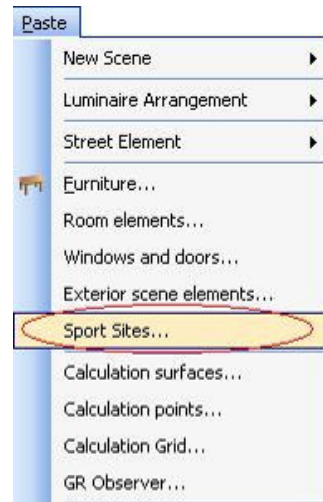 Paste
New Scene
Luminaire Arrangement
Street Element
Furniture...
Room elements...
Windows and doors...
Exterior scene elements...
Sport Sites...
Calculation surfaces...
Calculation points...
Calculation Grid...
GR Observer...